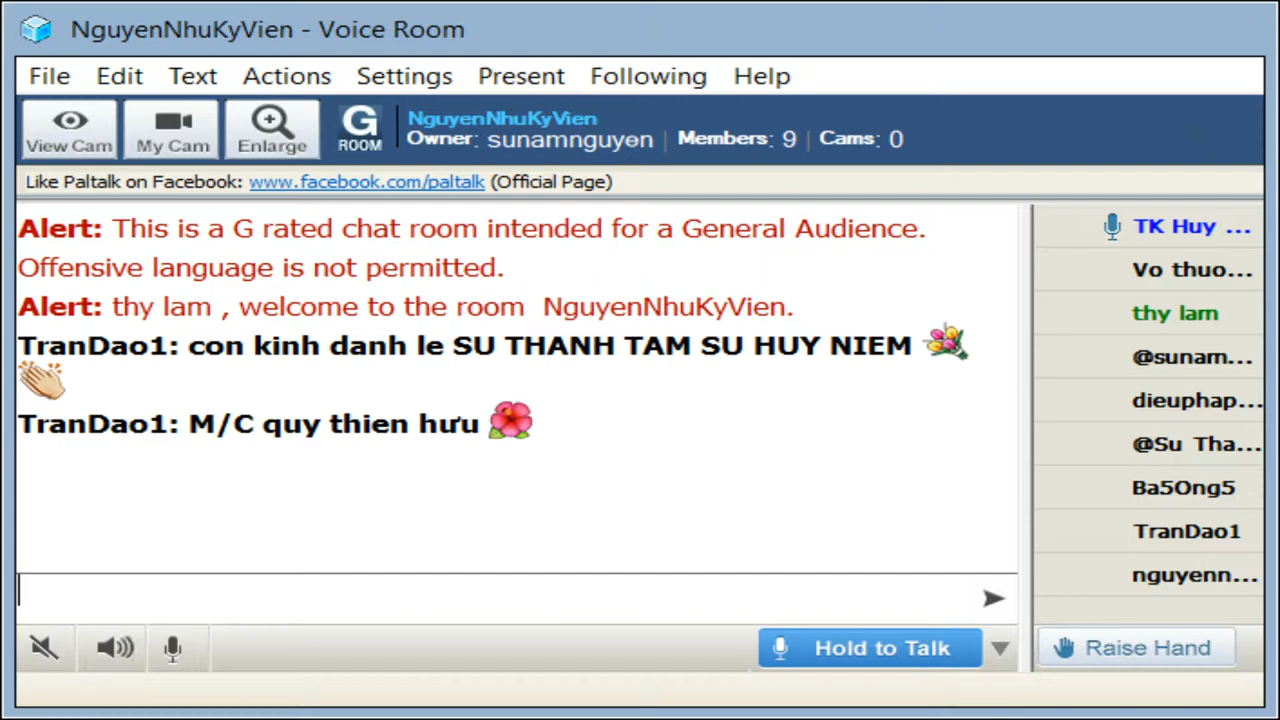 NguyenNhuKyVien - Voice Room
File Edit Text Actions Settings Present Following Help
View Cam My Cam Enlarge G ROOM
NguyenNhuKyVien
Owner: sunamnguyen | Members: 9 | Cams: 0
Like Paltalk on Facebook: www.facebook.com/paltalk (Official Page)
Alert: This is a G rated chat room intended for a General Audience.
Offensive language is not permitted.
Alert: thy lam , welcome to the room NguyenNhuKyVien.
TranDao1: con kinh danh le SU THANH TAM SU HUY NIEM
TranDao1: M/C quy thien hưu
TK Huy ...
Vo thuo...
thy lam
@sunam...
dieuphap...
@Su Tha...
Ba5Ong5
TranDao1
nguyenn...
Hold to Talk
Raise Hand